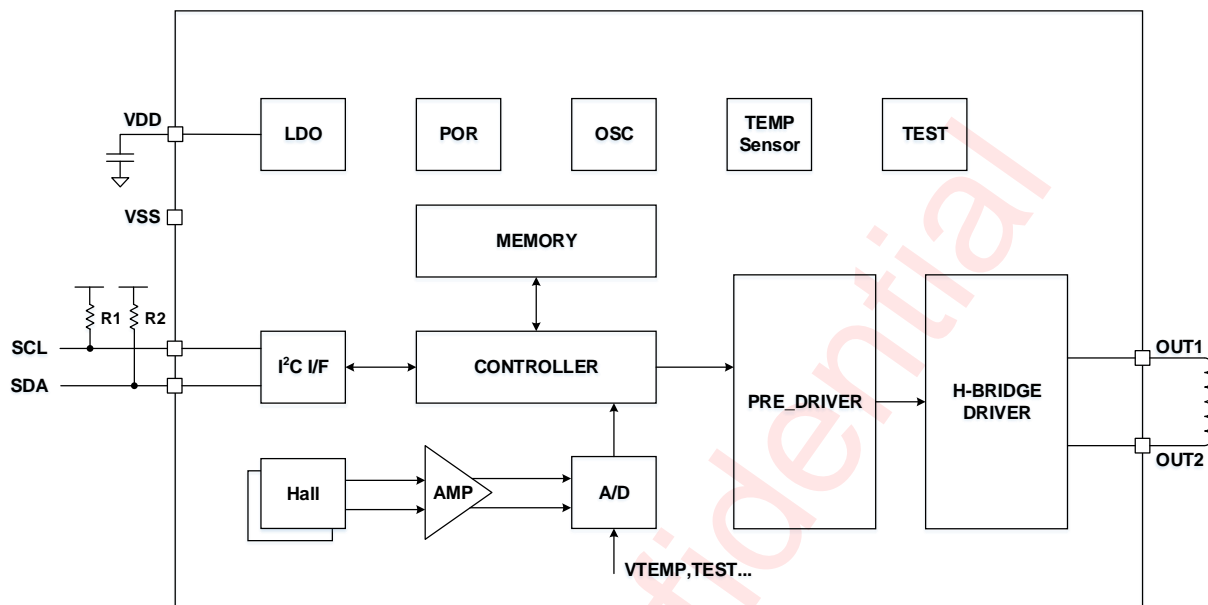 VDD
LDO
POR
OSC
TEMP
Sensor
TEST
VSS
MEMORY
R1
R2
SCL
SDA
I²C I/F
CONTROLLER
PRE_DRIVER
H-BRIDGE
DRIVER
OUT1
OUT2
Hall
AMP
A/D
VTEMP,TEST...
fidential